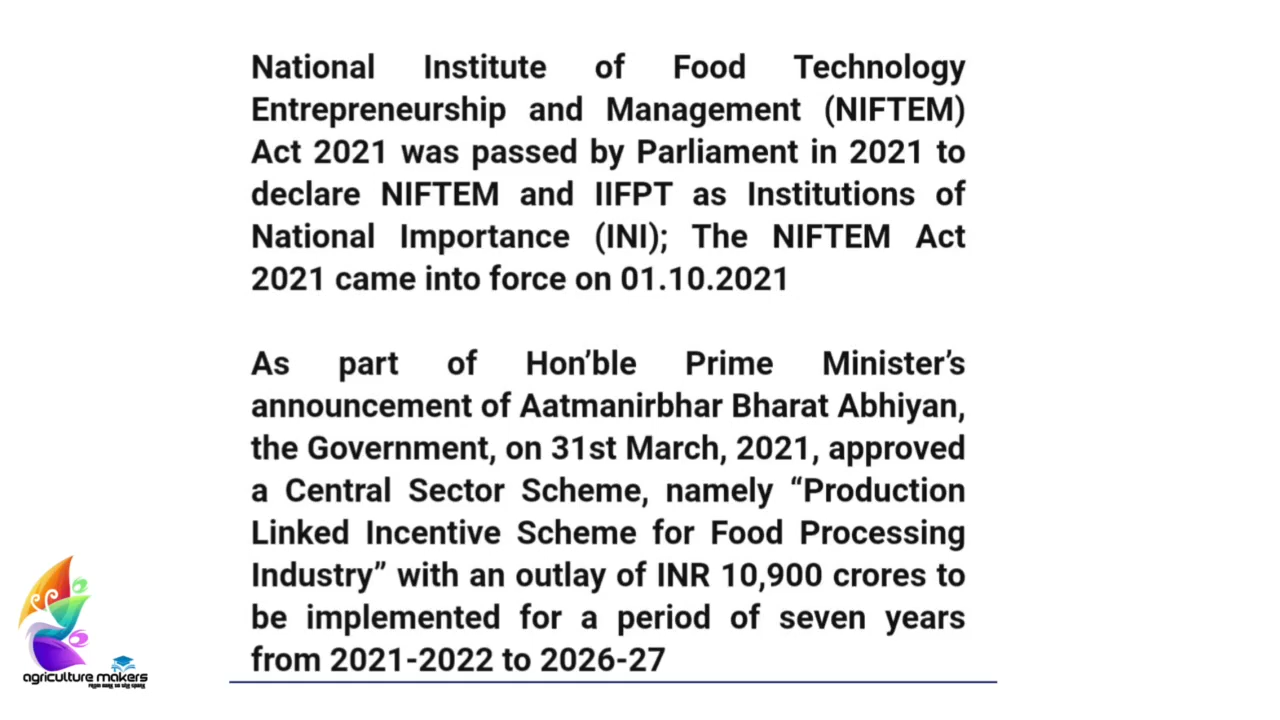 National Institute of Food Technology
Entrepreneurship and Management (NIFTEM)
Act 2021 was passed by Parliament in 2021 to
declare NIFTEM and IIFPT as Institutions of
National Importance (INI); The NIFTEM Act
2021 came into force on 01.10.2021
As part of Hon’ble Prime Minister’s
announcement of Aatmanirbhar Bharat Abhiyan,
the Government, on 31st March, 2021, approved
a Central Sector Scheme, namely “Production
Linked Incentive Scheme for Food Processing
Industry” with an outlay of INR 10,900 crores to
be implemented for a period of seven years
from 2021-2022 to 2026-27
agriculture makers